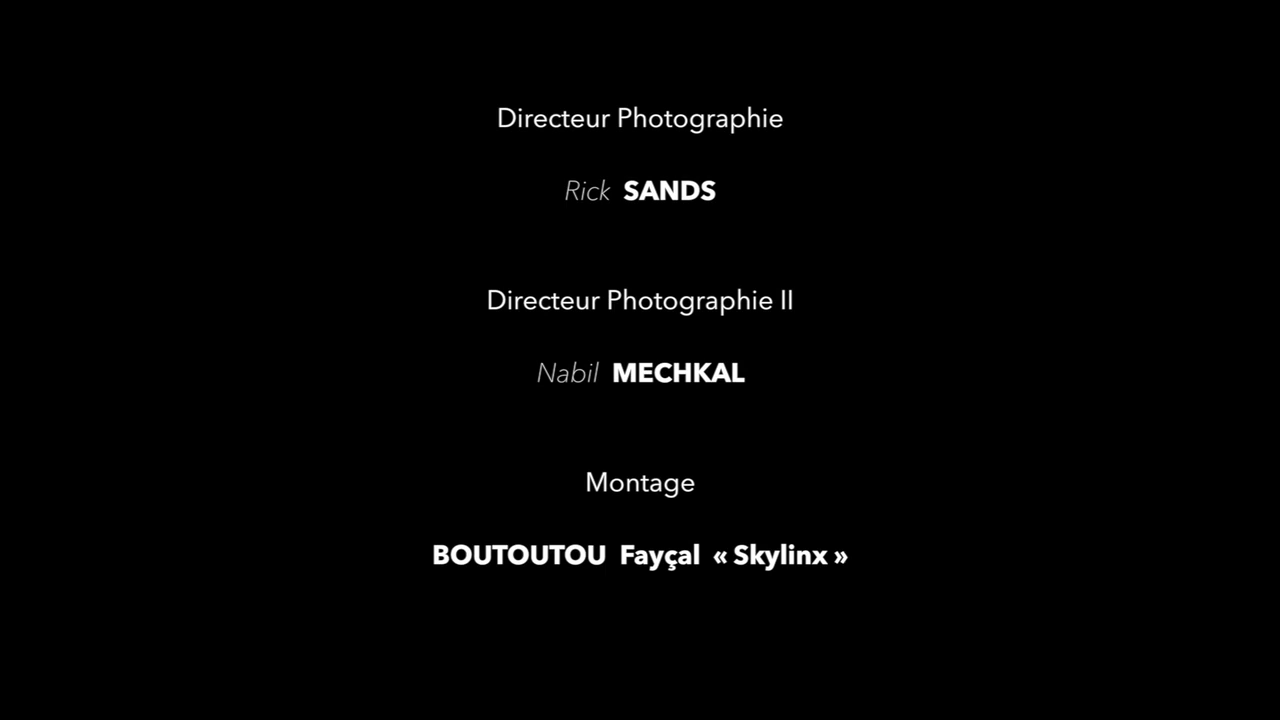 Directeur Photographie
Rick SANDS
Directeur Photographie II
Nabil MECHKAL
Montage
BOUTOUTOU Fayçal « Skylinx »